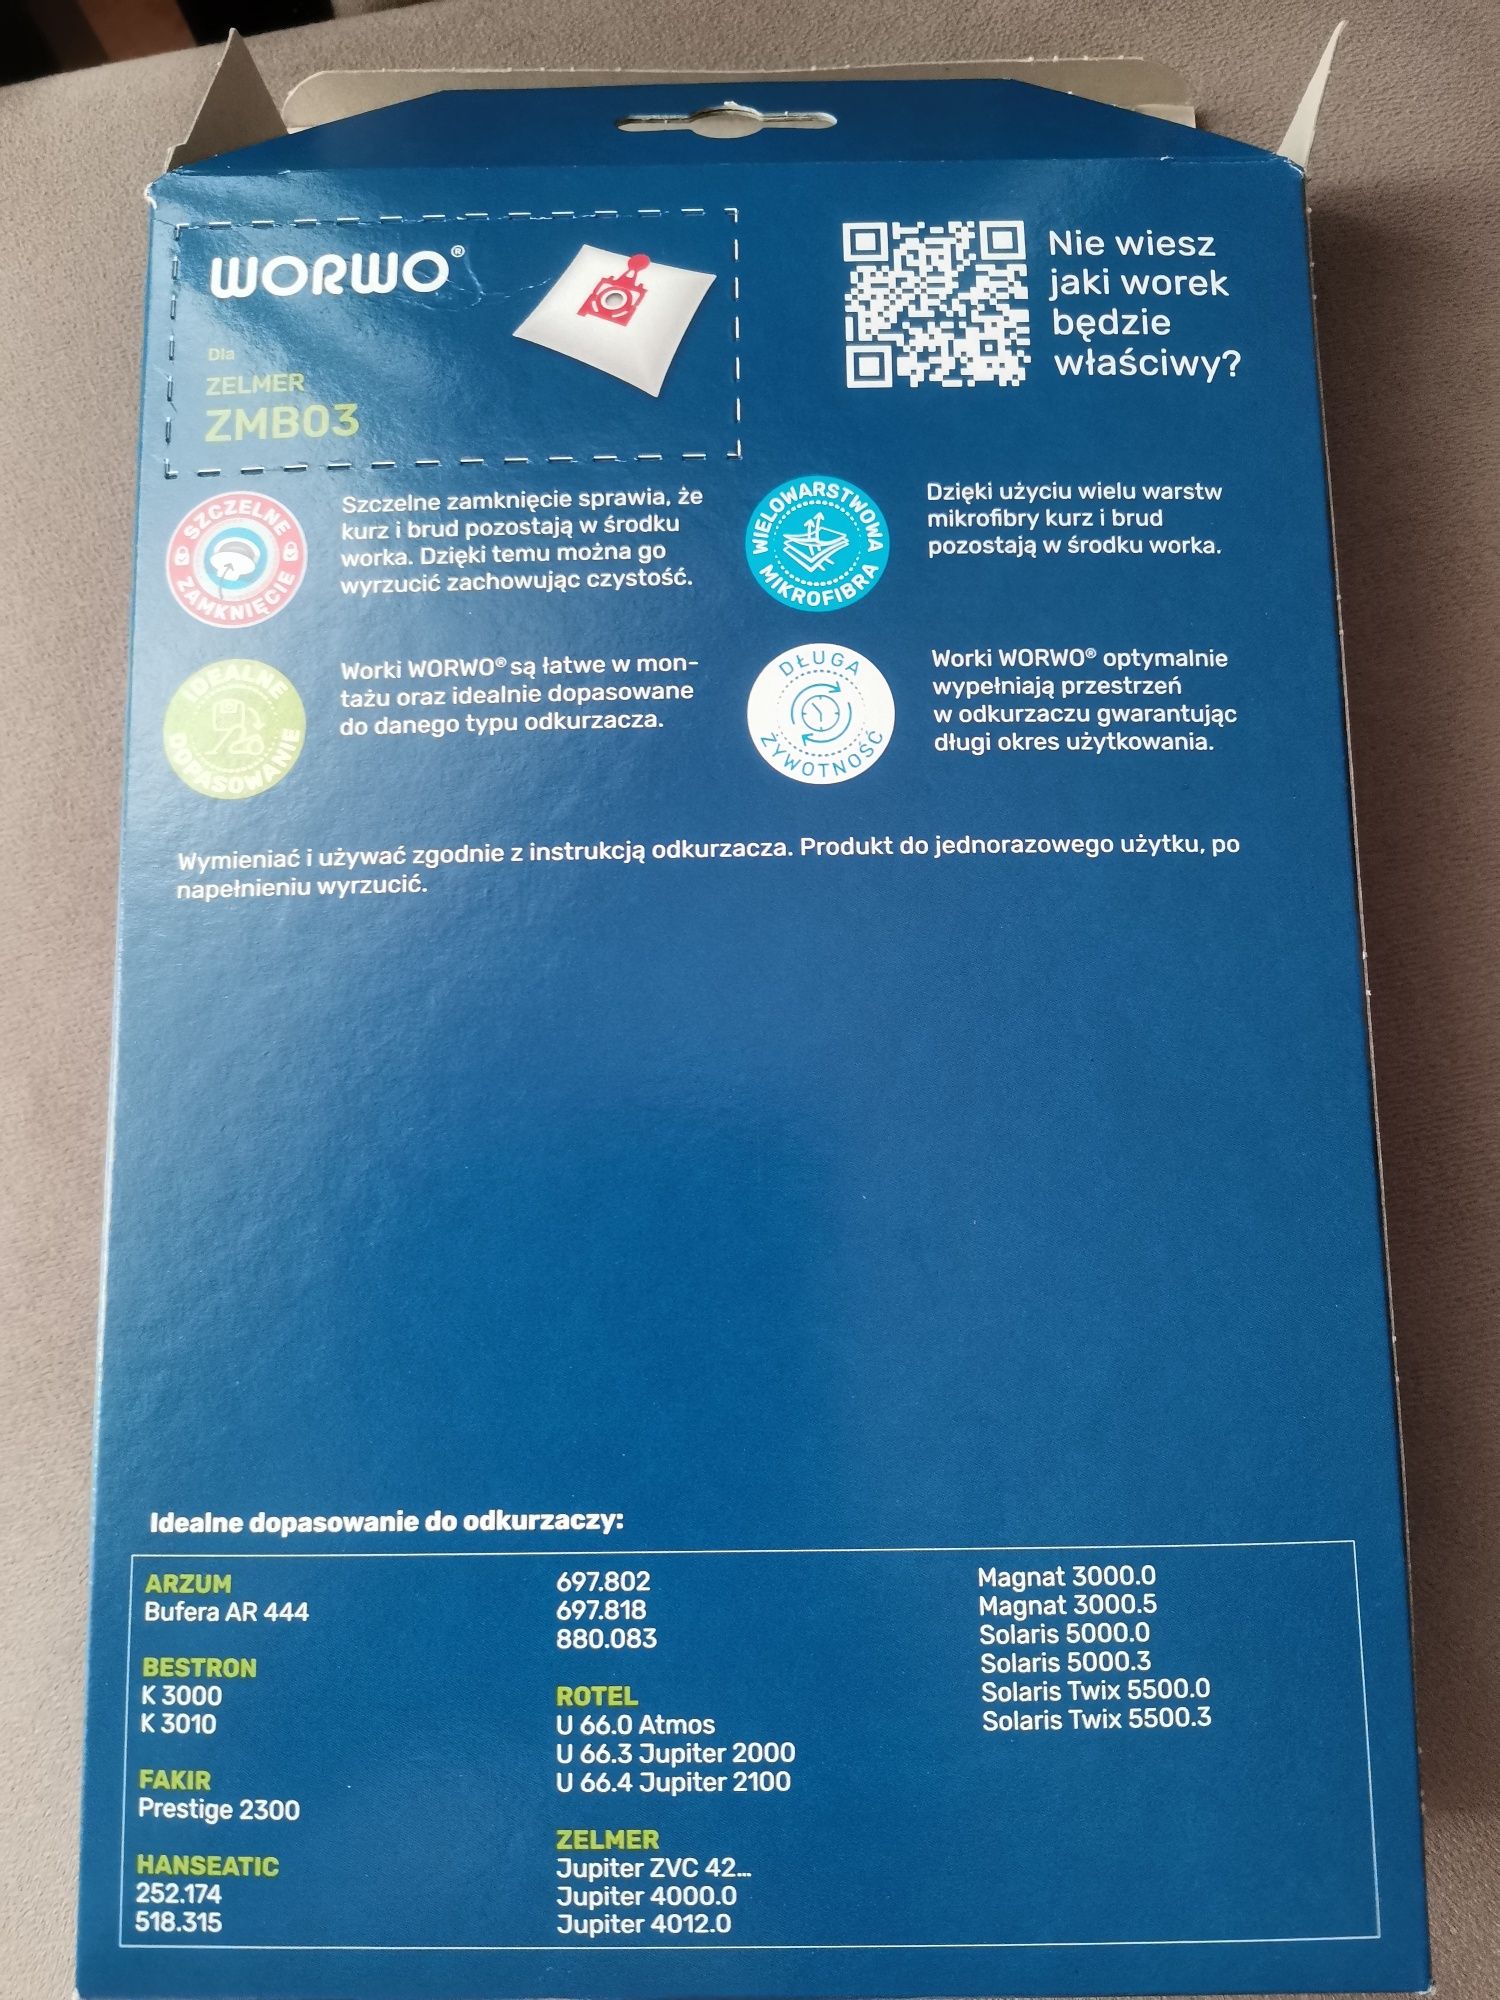 WORWO®
Dla
ZELMER
ZMB03
Nie wiesz
jaki worek
będzie
właściwy?
SZCZELNE
ZAMKNIĘCIE
Szczelne zamknięcie sprawia, że
kurz i brud pozostają w środku
worka. Dzięki temu można go
wyrzucić zachowując czystość.
WIELOWARSTWOWA
MIKROFIBRA
Dzięki użyciu wielu warstw
mikrofibry kurz i brud
pozostają w środku worka.
IDEALNE
DOPASOWANIE
Worki WORWO® są łatwe w mon-
tażu oraz idealnie dopasowane
do danego typu odkurzacza.
DŁUGA
ŻYWOTNOŚĆ
Worki WORWO® optymalnie
wypełniają przestrzeń
w odkurzaczu gwarantując
długi okres użytkowania.
Wymieniać i używać zgodnie z instrukcją odkurzacza. Produkt do jednorazowego użytku, po
napełnieniu wyrzucić.
Idealne dopasowanie do odkurzaczy:
ARZUM
Bufera AR 444
BESTRON
K 3000
K 3010
FAKIR
Prestige 2300
HANSEATIC
252.174
518.315
697.802
697.818
880.083
ROTEL
U 66.0 Atmos
U 66.3 Jupiter 2000
U 66.4 Jupiter 2100
ZELMER
Jupiter ZVC 42...
Jupiter 4000.0
Jupiter 4012.0
Magnat 3000.0
Magnat 3000.5
Solaris 5000.0
Solaris 5000.3
Solaris Twix 5500.0
Solaris Twix 5500.3